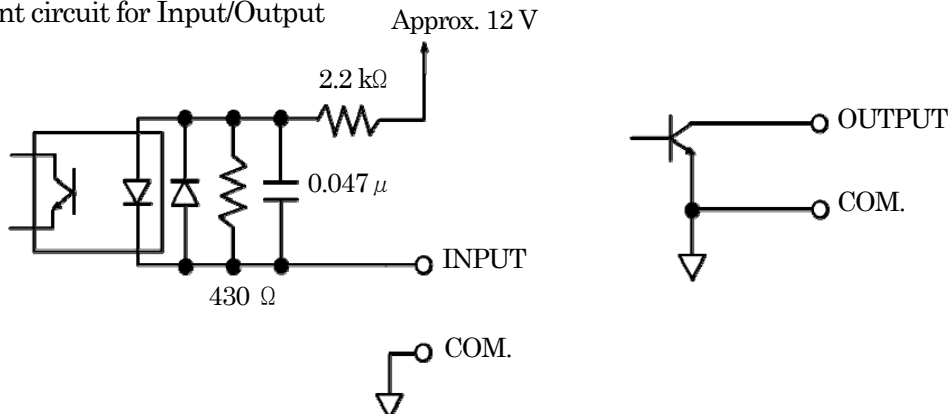 nt circuit for Input/Output
Approx. 12 V
2.2 kΩ
0.047 μ
INPUT
430 Ω
COM.
OUTPUT
COM.